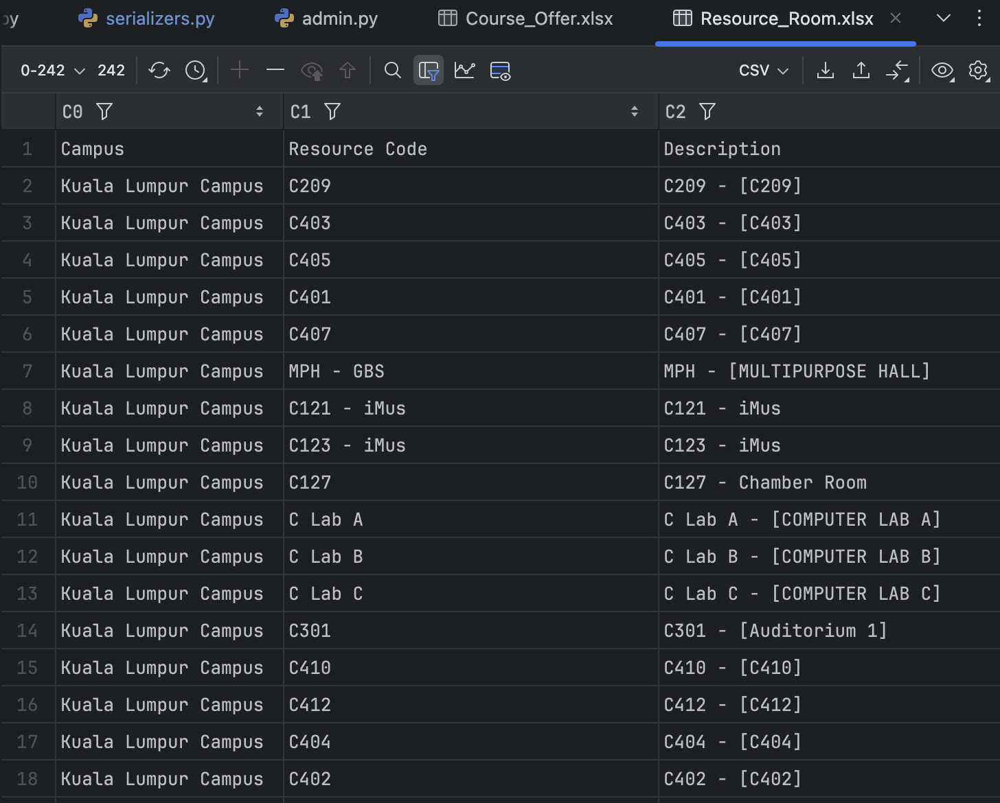 serializers.py admin.py Course_Offer.xlsx Resource_Room.xlsx
0-242 242 CSV
C0 C1 C2
1 Campus Resource Code Description
2 Kuala Lumpur Campus C209 C209 - [C209]
3 Kuala Lumpur Campus C403 C403 - [C403]
4 Kuala Lumpur Campus C405 C405 - [C405]
5 Kuala Lumpur Campus C401 C401 - [C401]
6 Kuala Lumpur Campus C407 C407 - [C407]
7 Kuala Lumpur Campus MPH - GBS MPH - [MULTIPURPOSE HALL]
8 Kuala Lumpur Campus C121 - iMus C121 - iMus
9 Kuala Lumpur Campus C123 - iMus C123 - iMus
10 Kuala Lumpur Campus C127 C127 - Chamber Room
11 Kuala Lumpur Campus C Lab A C Lab A - [COMPUTER LAB A]
12 Kuala Lumpur Campus C Lab B C Lab B - [COMPUTER LAB B]
13 Kuala Lumpur Campus C Lab C C Lab C - [COMPUTER LAB C]
14 Kuala Lumpur Campus C301 C301 - [Auditorium 1]
15 Kuala Lumpur Campus C410 C410 - [C410]
16 Kuala Lumpur Campus C412 C412 - [C412]
17 Kuala Lumpur Campus C404 C404 - [C404]
18 Kuala Lumpur Campus C402 C402 - [C402]